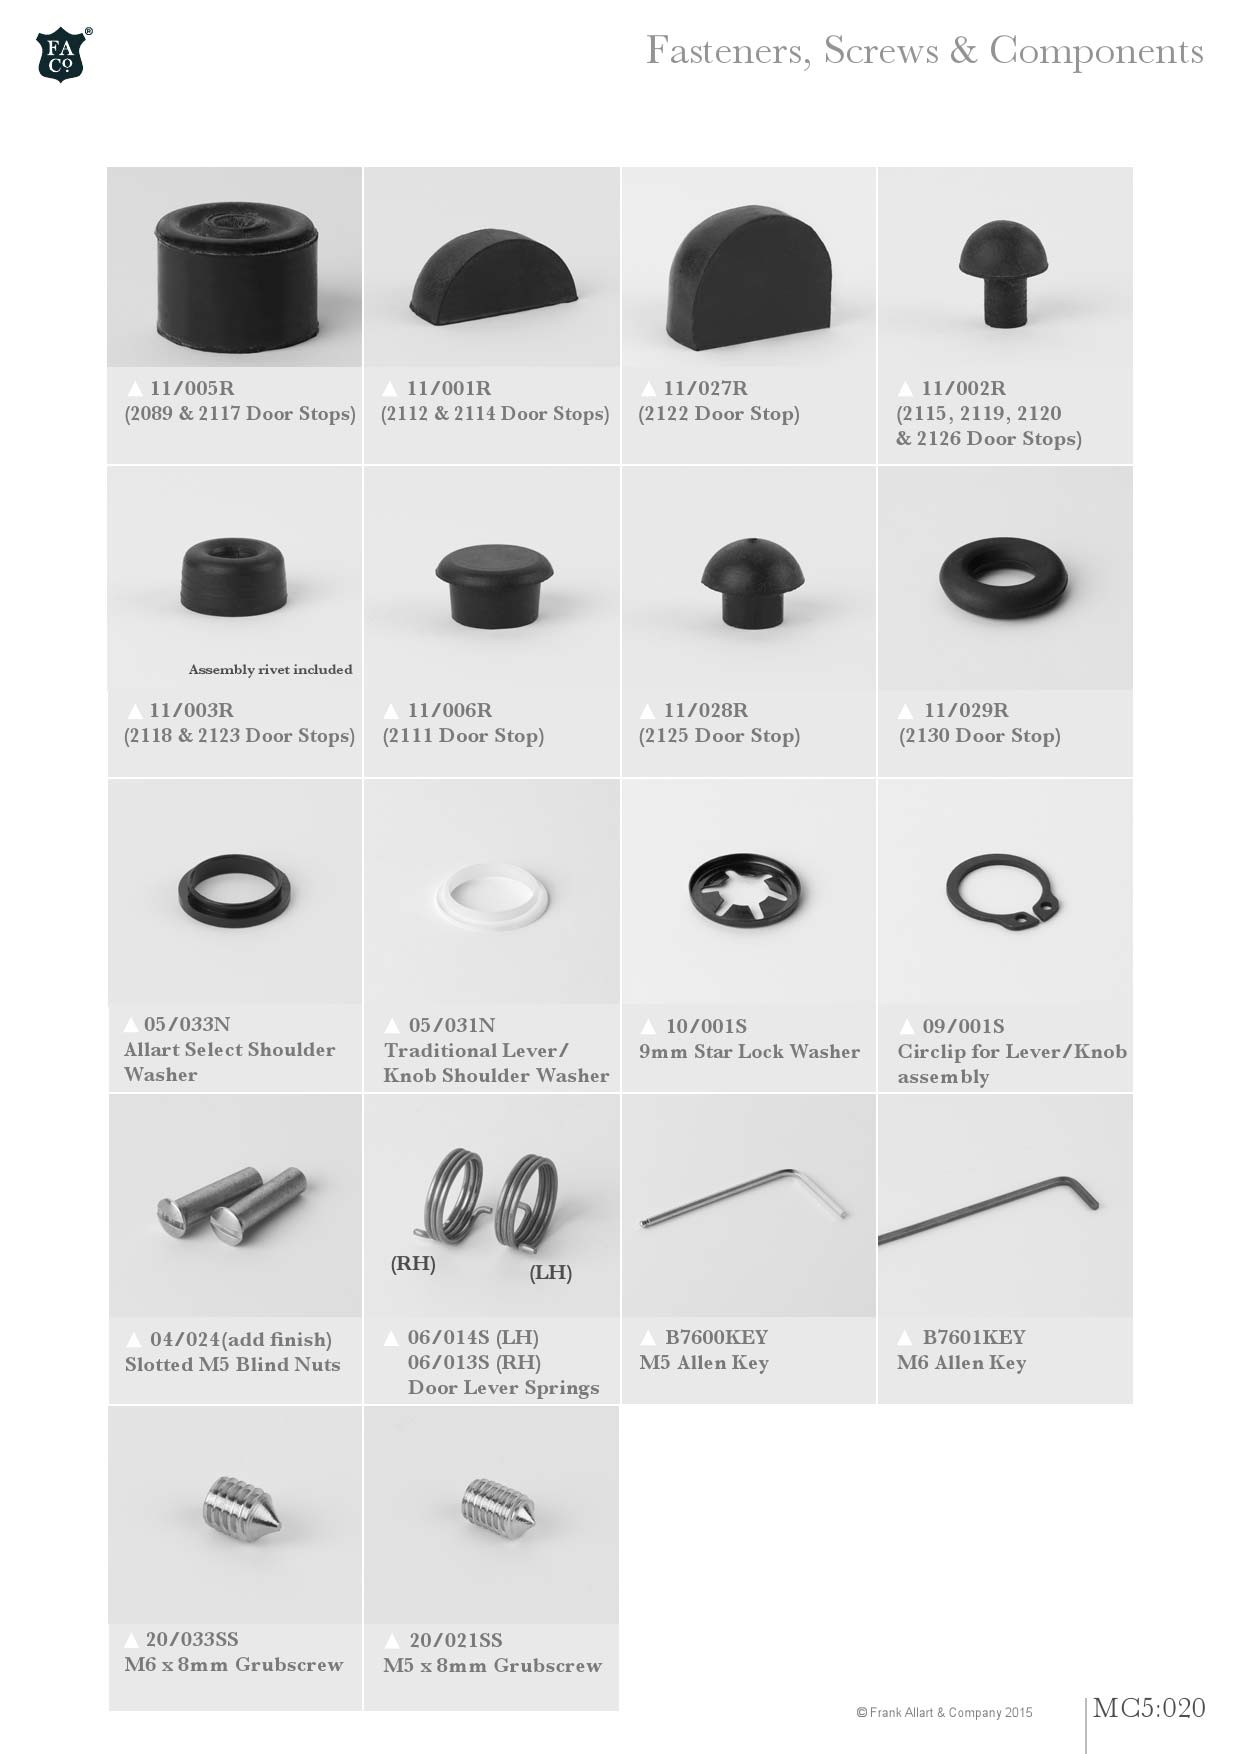 FA
Co.
®
Fasteners, Screws & Components
11/005R
(2089 & 2117 Door Stops)
11/001R
(2112 & 2114 Door Stops)
11/027R
(2122 Door Stop)
11/002R
(2115, 2119, 2120
& 2126 Door Stops)
Assembly rivet included
11/003R
(2118 & 2123 Door Stops)
11/006R
(2111 Door Stop)
11/028R
(2125 Door Stop)
11/029R
(2130 Door Stop)
05/033N
Allart Select Shoulder
Washer
05/031N
Traditional Lever/
Knob Shoulder Washer
10/001S
9mm Star Lock Washer
09/001S
Circlip for Lever/Knob
assembly
04/024(add finish)
Slotted M5 Blind Nuts
(RH)
(LH)
06/014S (LH)
06/013S (RH)
Door Lever Springs
B7600KEY
M5 Allen Key
B7601KEY
M6 Allen Key
20/033SS
M6 x 8mm Grubscrew
20/021SS
M5 x 8mm Grubscrew
© Frank Allart & Company 2015
MC5:020